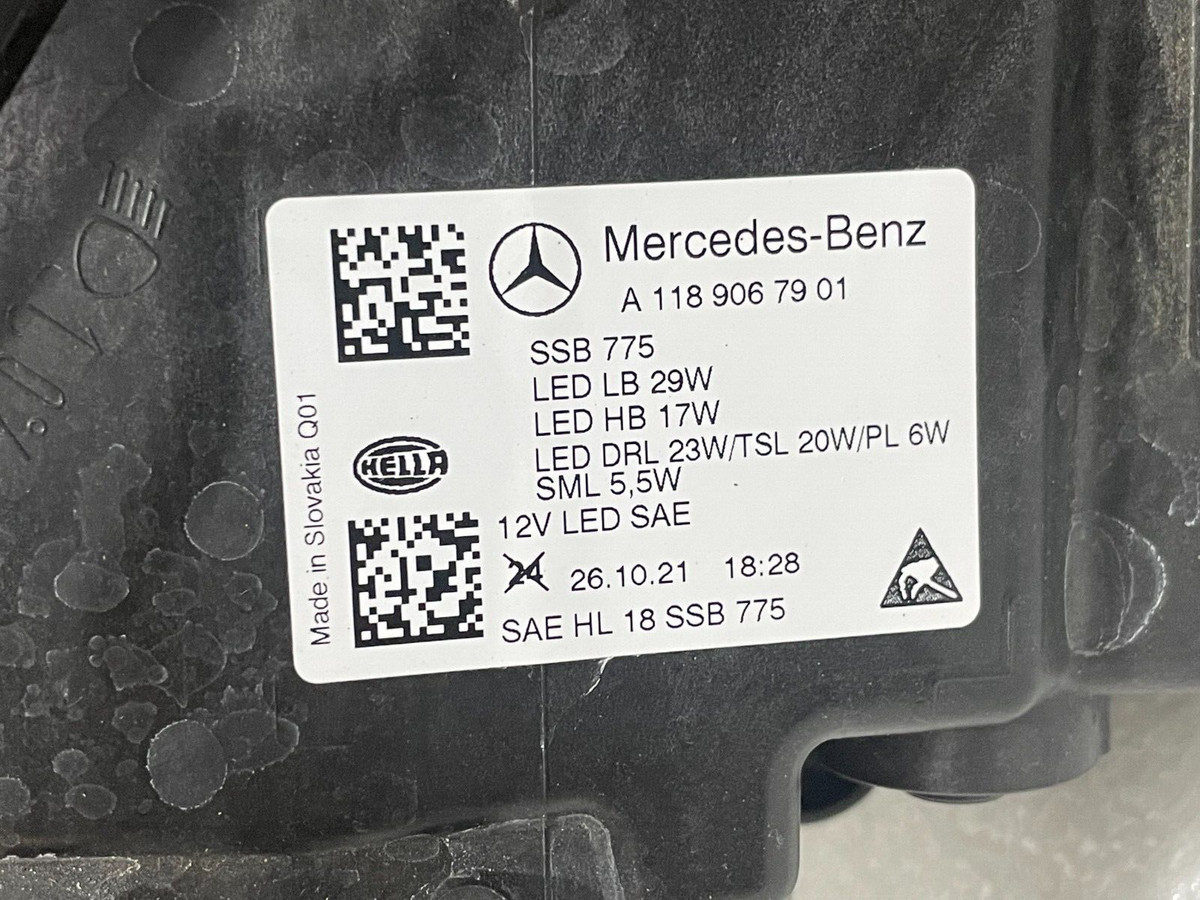 Mercedes-Benz
A 118 906 79 01
SSB 775
LED LB 29W
LED HB 17W
LED DRL 23W/TSL 20W/PL 6W
SML 5,5W
12V LED SAE
24 26.10.21 18:28
SAE HL 18 SSB 775
HELLA
Made in Slovakia Q01